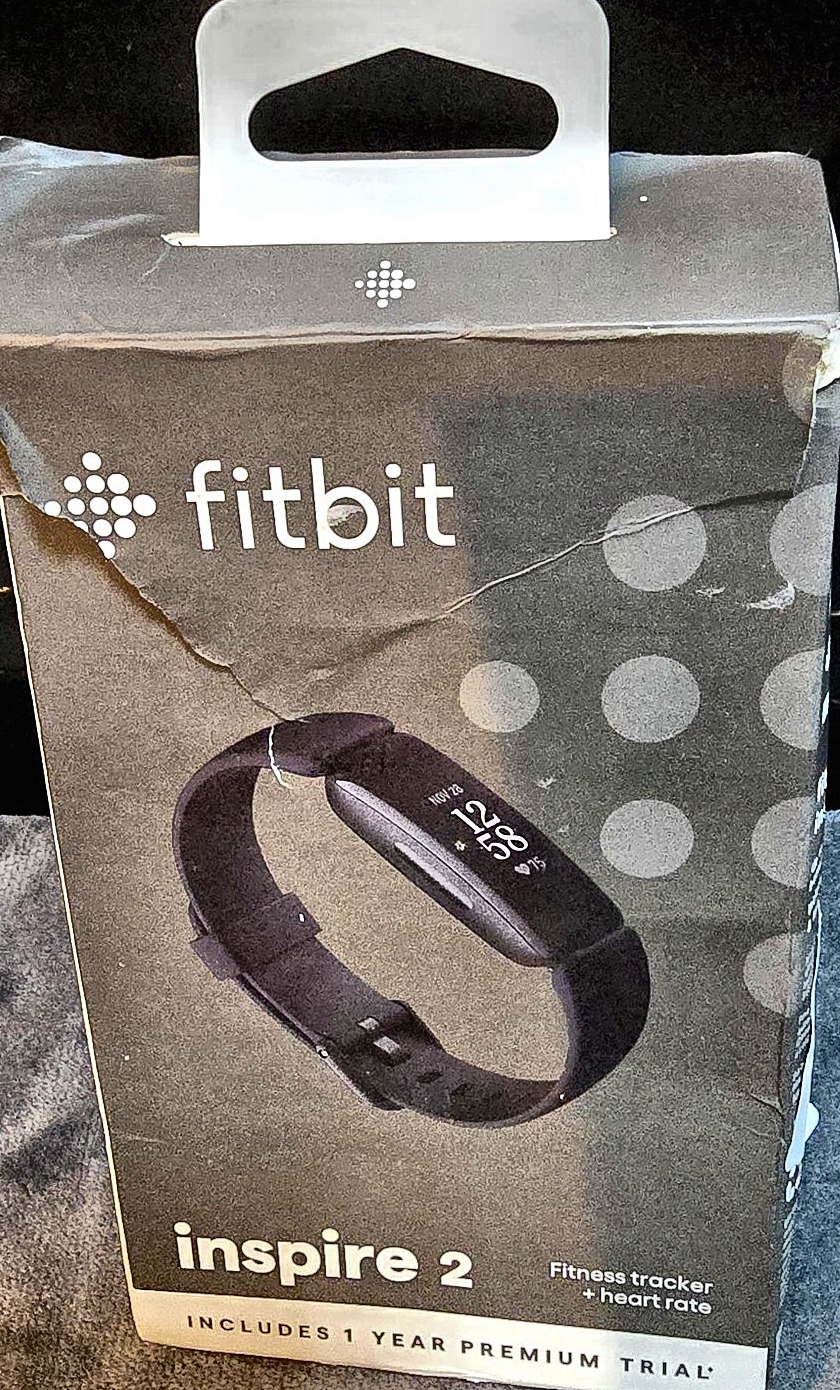 fitbit
NOV 28
12
58
75
inspire 2
Fitness tracker
+ heart rate
INCLUDES 1 YEAR PREMIUM TRIAL*